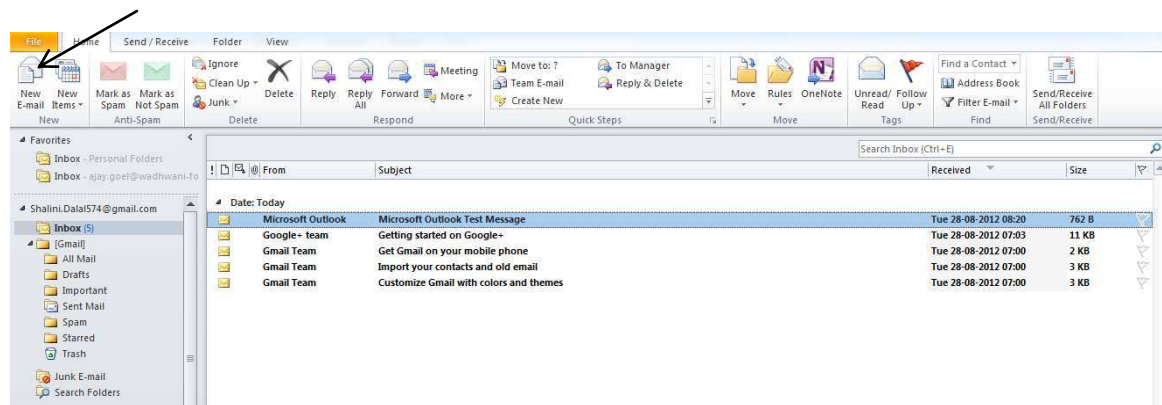 File Home Send / Receive Folder View
Ignore Meeting Move to: ? To Manager Find a Contact
Clean Up Team E-mail Reply & Delete Address Book
Junk More Create New Filter E-mail
New E-mail New Items Mark as Spam Mark as Not Spam Delete Reply Reply All Forward Move Rules OneNote Unread/ Read Follow Up Send/Receive All Folders
New Anti-Spam Delete Respond Quick Steps Move Tags Find Send/Receive
Favorites
Inbox - Personal Folders
Inbox - ajay.goel@wadhwani-fo
Search Inbox (Ctrl+E)
! From Subject Received Size
Shalini.Dalal574@gmail.com
Inbox (5)
[Gmail]
All Mail
Drafts
Important
Sent Mail
Spam
Starred
Trash
Junk E-mail
Search Folders
Date: Today
Microsoft Outlook Microsoft Outlook Test Message Tue 28-08-2012 08:20 762 B
Google+ team Getting started on Google+ Tue 28-08-2012 07:03 11 KB
Gmail Team Get Gmail on your mobile phone Tue 28-08-2012 07:00 2 KB
Gmail Team Import your contacts and old email Tue 28-08-2012 07:00 3 KB
Gmail Team Customize Gmail with colors and themes Tue 28-08-2012 07:00 3 KB